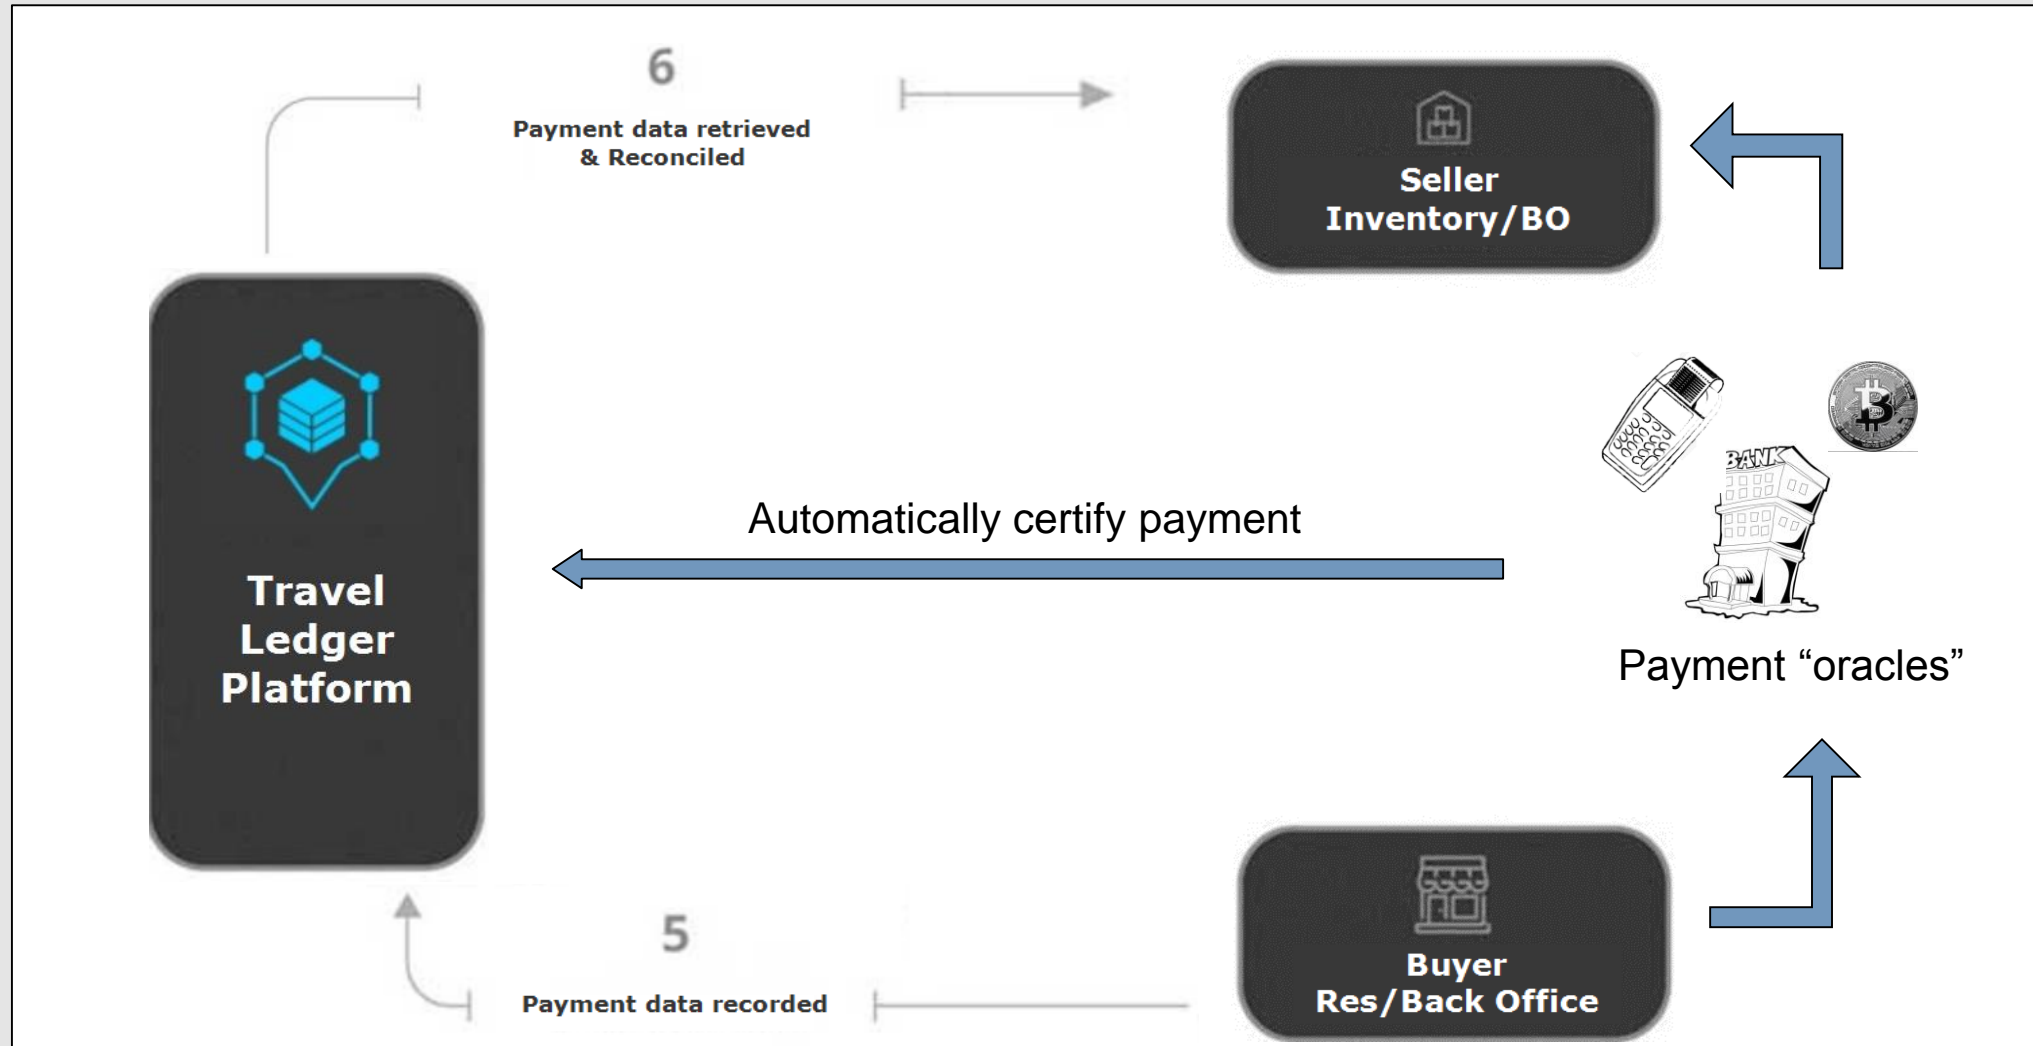 6
Payment data retrieved
& Reconciled
Seller
Inventory/BO
BANK
Automatically certify payment
Travel
Ledger
Platform
Payment “oracles”
5
Payment data recorded
Buyer
Res/Back Office